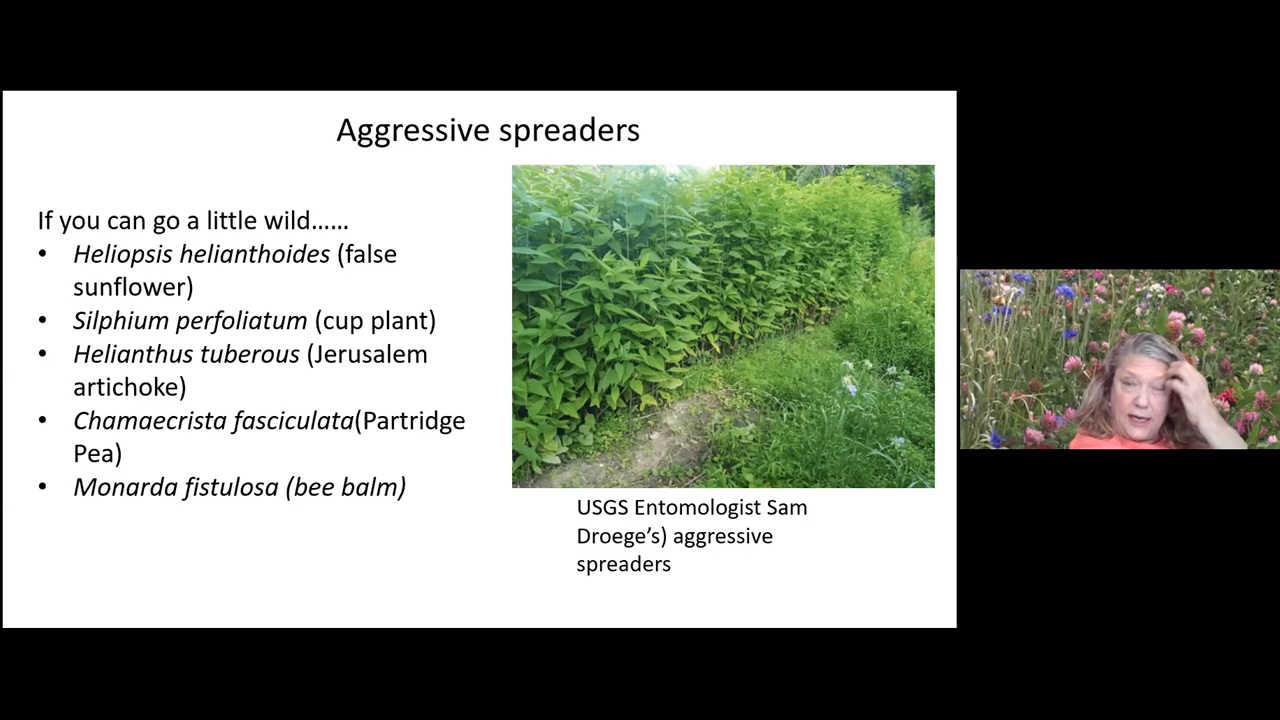 Aggressive spreaders
If you can go a little wild......
• Heliopsis helianthoides (false
sunflower)
• Silphium perfoliatum (cup plant)
• Helianthus tuberous (Jerusalem
artichoke)
• Chamaecrista fasciculata(Partridge
Pea)
• Monarda fistulosa (bee balm)
USGS Entomologist Sam
Droege’s) aggressive
spreaders